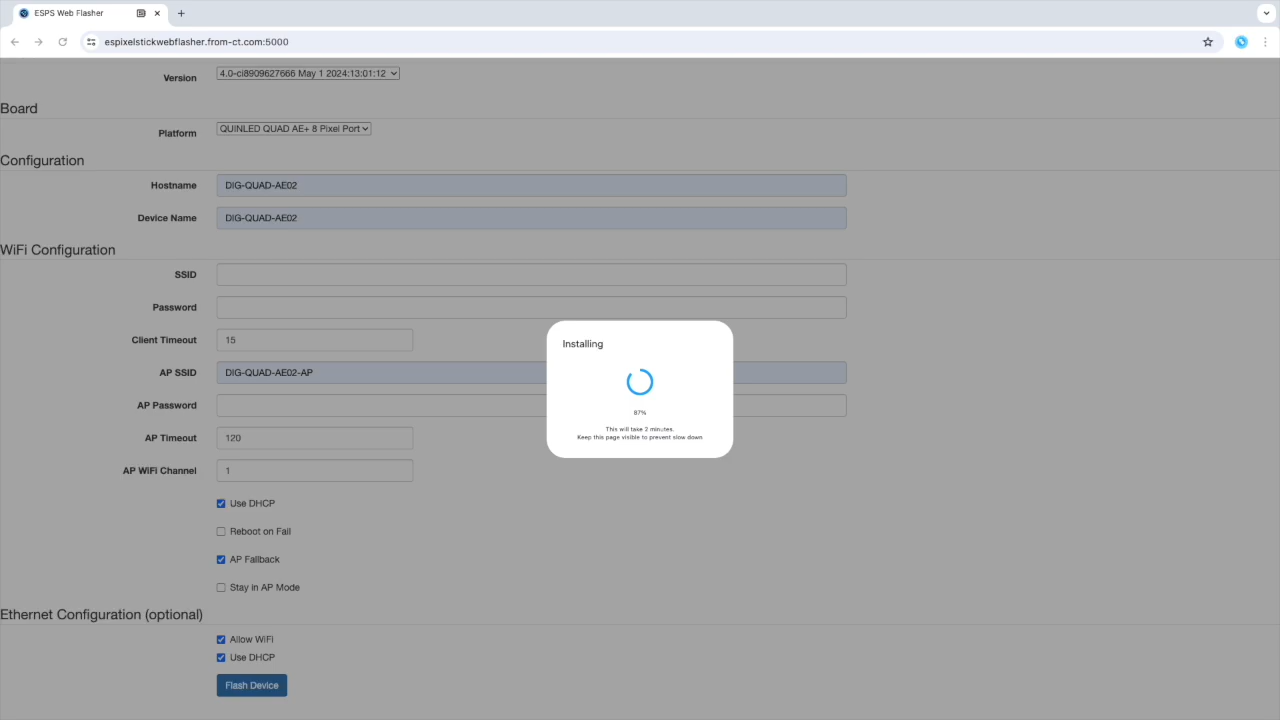 ESPS Web Flasher
espixelstickwebflasher.from-ct.com:5000
Version 4.0-ci8909627666 May 1 2024:13:01:12
Board
Platform QUINLED QUAD AE+ 8 Pixel Port
Configuration
Hostname DIG-QUAD-AE02
Device Name DIG-QUAD-AE02
WiFi Configuration
SSID
Password
Client Timeout 15
AP SSID DIG-QUAD-AE02-AP
AP Password
AP Timeout 120
AP WiFi Channel 1
Use DHCP
Reboot on Fail
AP Fallback
Stay in AP Mode
Ethernet Configuration (optional)
Allow WiFi
Use DHCP
Flash Device
Installing
87%
This will take 2 minutes.
Keep this page visible to prevent slow down